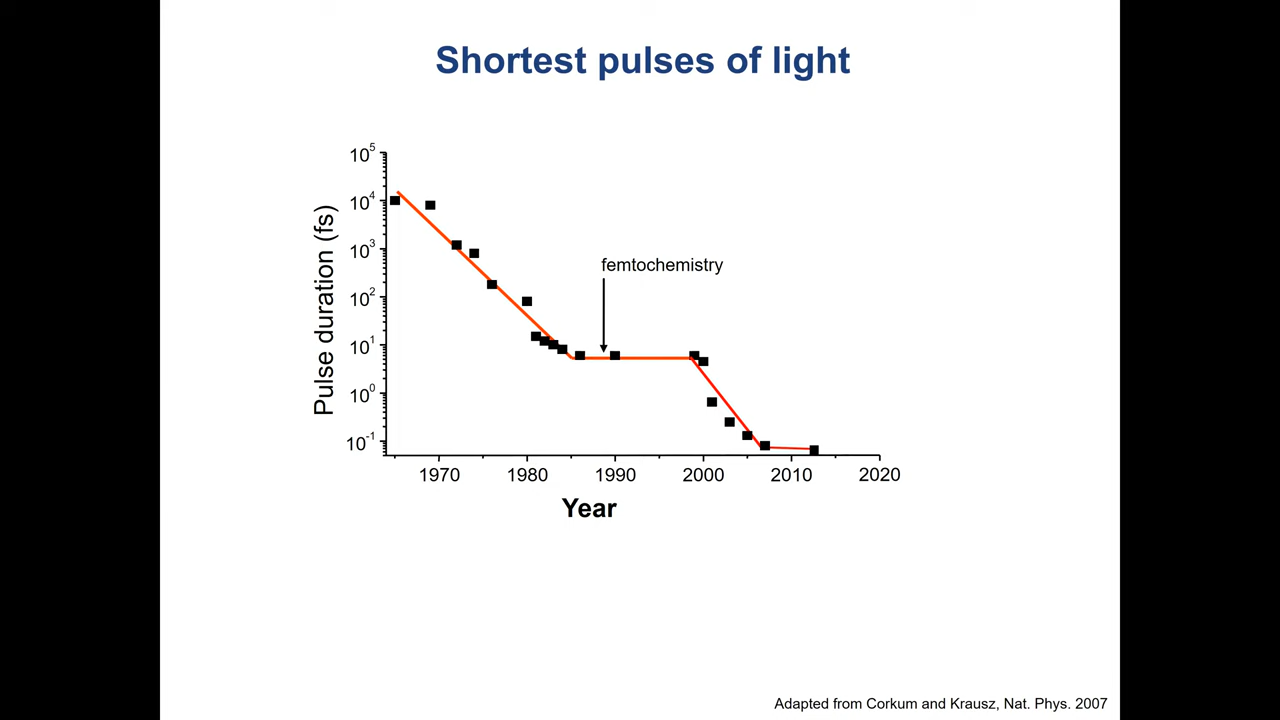 Shortest pulses of light
10^5
10^4
10^3
10^2
10^1
10^0
10^-1
Pulse duration (fs)
femtochemistry
1970 1980 1990 2000 2010 2020
Year
Adapted from Corkum and Krausz, Nat. Phys. 2007